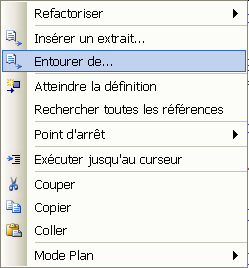 Refactoriser
Insérer un extrait...
Entourer de...
Atteindre la définition
Rechercher toutes les références
Point d'arrêt
Exécuter jusqu'au curseur
Couper
Copier
Coller
Mode Plan